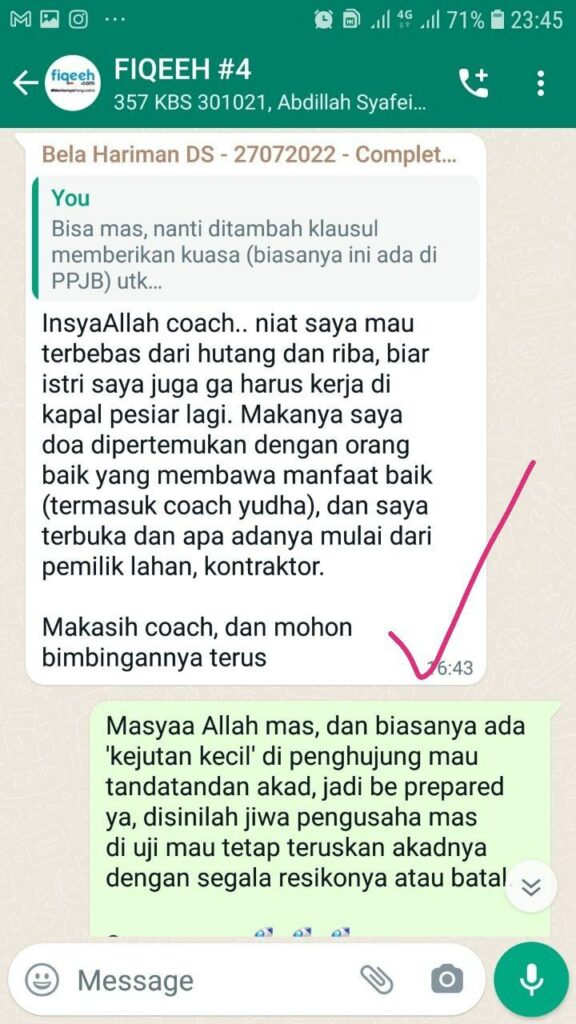 4G 71% 23:45
fiqeeh
.com
FIQEEH #4
357 KBS 301021, Abdillah Syafei...
Bela Hariman DS - 27072022 - Complet...
You
Bisa mas, nanti ditambah klausul
memberikan kuasa (biasanya ini ada di
PPJB) utk...
InsyaAllah coach.. niat saya mau
terbebas dari hutang dan riba, biar
istri saya juga ga harus kerja di
kapal pesiar lagi. Makanya saya
doa dipertemukan dengan orang
baik yang membawa manfaat baik
(termasuk coach yudha), dan saya
terbuka dan apa adanya mulai dari
pemilik lahan, kontraktor.
Makasih coach, dan mohon
bimbingannya terus
16:43
Masyaa Allah mas, dan biasanya ada
'kejutan kecil' di penghujung mau
tandatandan akad, jadi be prepared
ya, disinilah jiwa pengusaha mas
di uji mau tetap teruskan akadnya
dengan segala resikonya atau batal.
Message